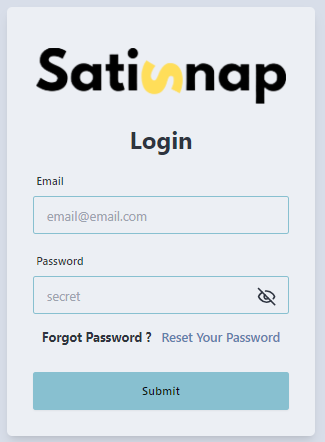 Satisnap
Login
Email
email@email.com
Password
secret
Forgot Password ? Reset Your Password
Submit